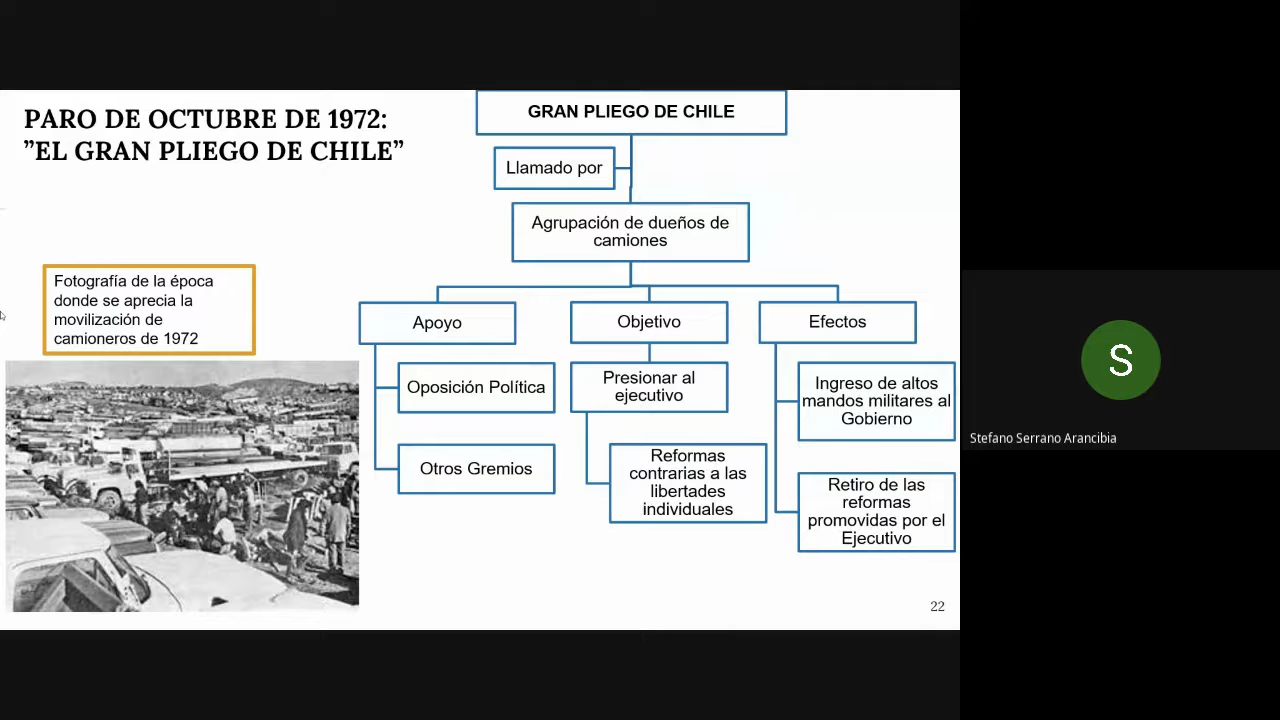 PARO DE OCTUBRE DE 1972:
”EL GRAN PLIEGO DE CHILE”
GRAN PLIEGO DE CHILE
Llamado por
Agrupación de dueños de
camiones
Fotografía de la época
donde se aprecia la
movilización de
camioneros de 1972
Apoyo
Oposición Política
Otros Gremios
Objetivo
Presionar al
ejecutivo
Reformas
contrarias a las
libertades
individuales
Efectos
Ingreso de altos
mandos militares al
Gobierno
Retiro de las
reformas
promovidas por el
Ejecutivo
22
S
Stefano Serrano Arancibia